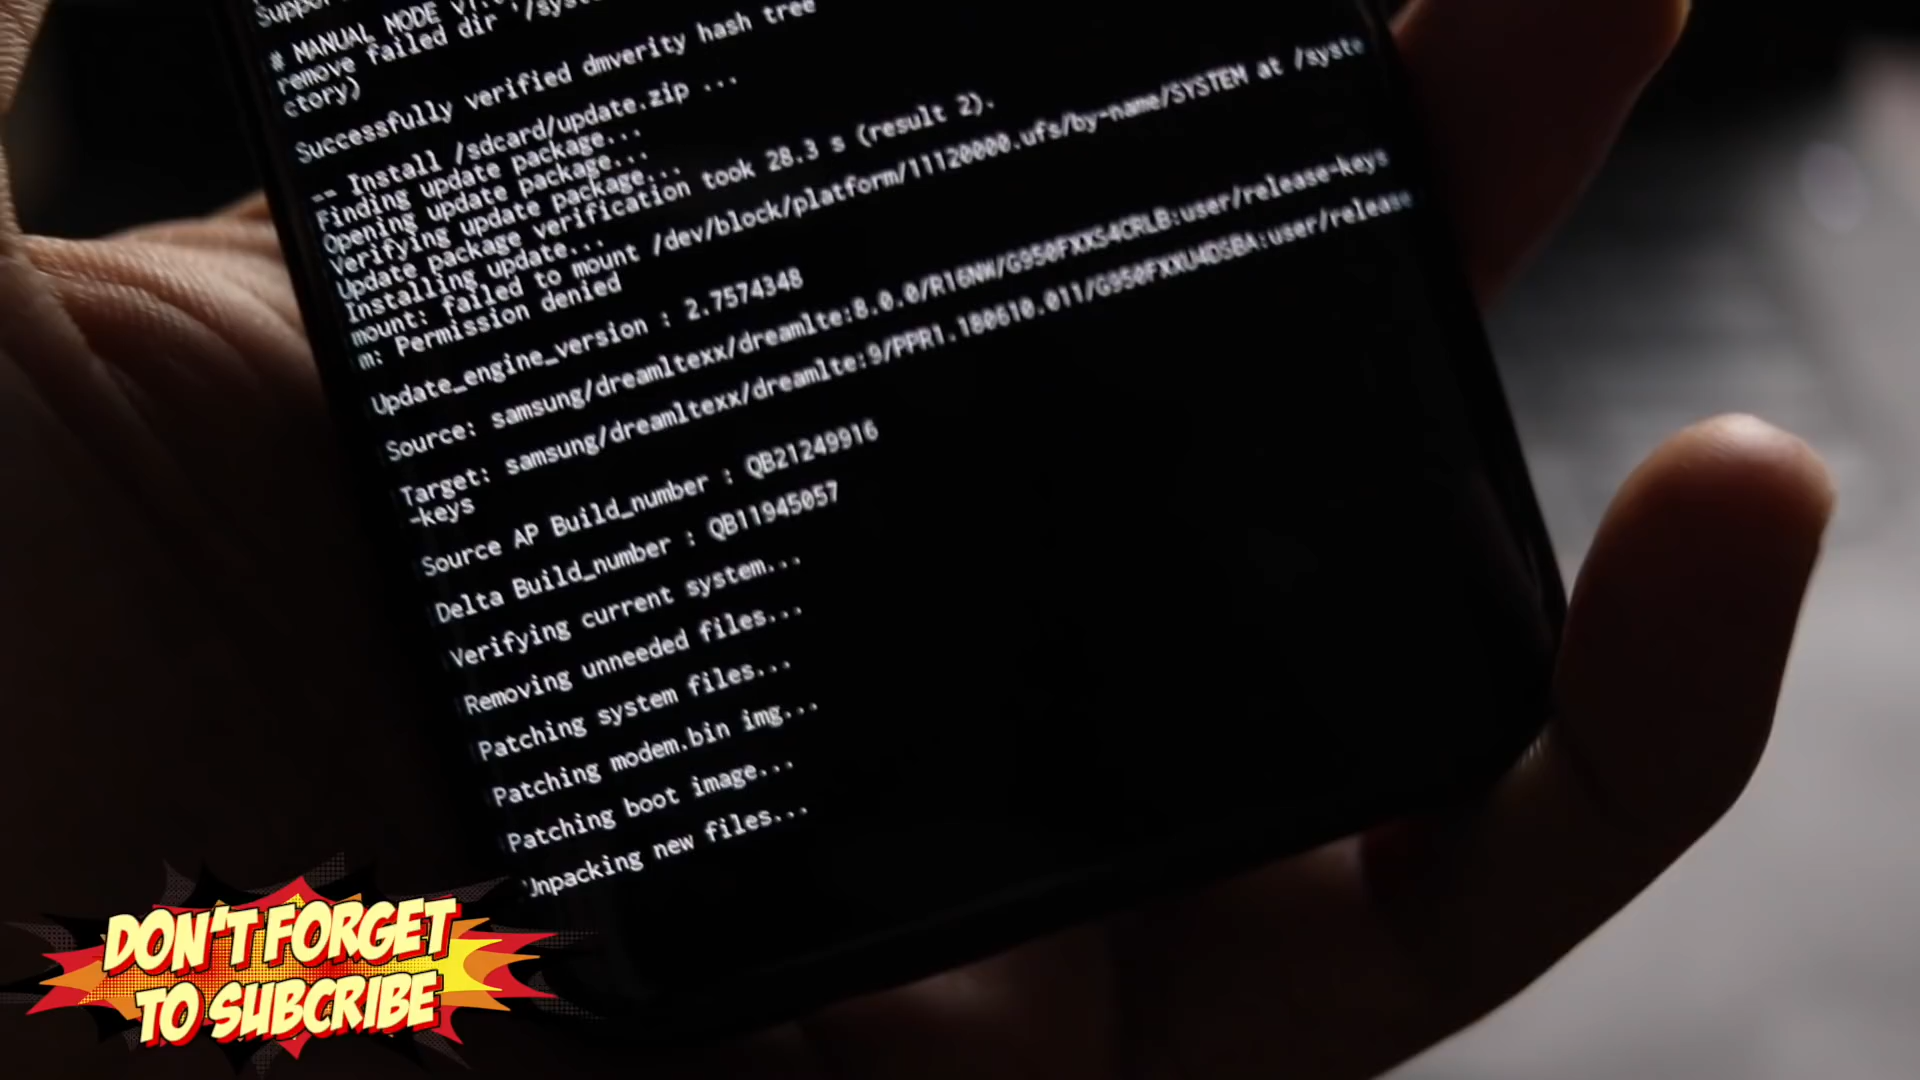 # MANUAL MODE
remove failed dir '/syst
ctory)
Successfully verified dmverity hash tree
-- Install /sdcard/update.zip ...
Finding update package...
Opening update package...
Verifying update package...
Update package verification took 28.3 s (result 2).
Installing update...
mount: failed to mount /dev/block/platform/11120000.ufs/by-name/SYSTEM at /syste
m: Permission denied
Update_engine_version : 2.7574348
Source: samsung/dreamltexx/dreamlte:8.0.0/R16NW/G950FXXS4CRLB:user/release-keys
Target: samsung/dreamltexx/dreamlte:9/PPR1.180610.011/G950FXXU4DSBA:user/release
-keys
Source AP Build_number : QB21249916
Delta Build_number : QB11945057
Verifying current system...
Removing unneeded files...
Patching system files...
Patching modem.bin img...
Patching boot image...
Unpacking new files...
DON'T FORGET
TO SUBCRIBE